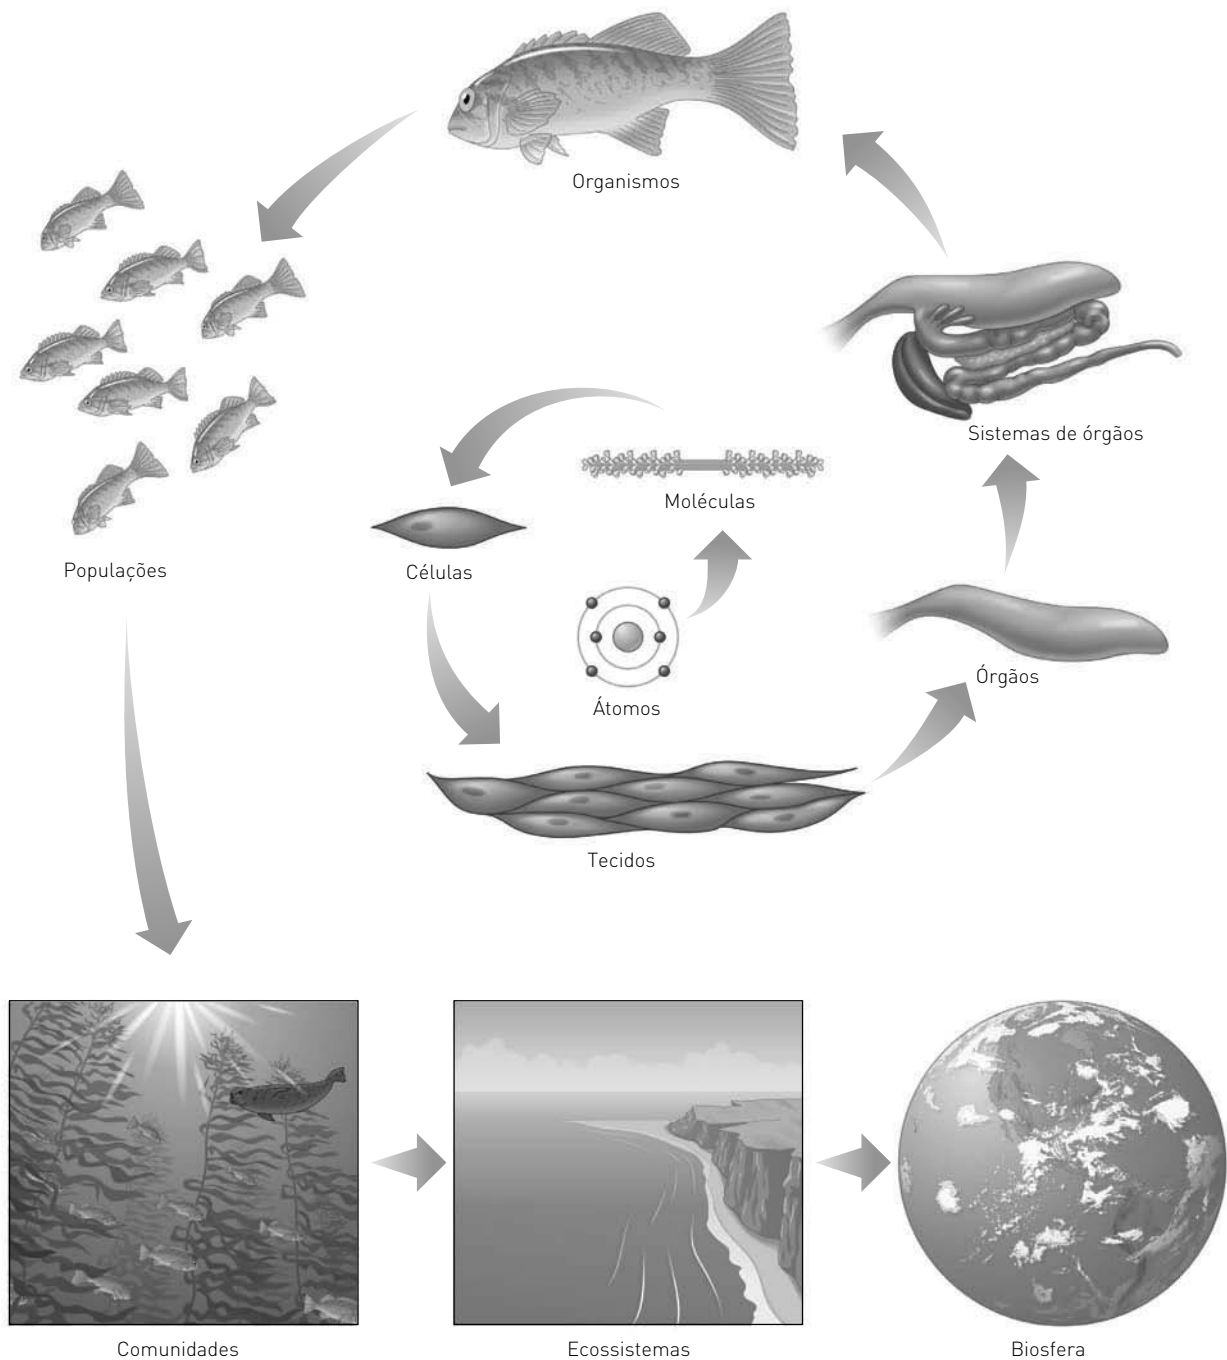 Organismos
Sistemas de órgãos
Moléculas
Populações
Células
Órgãos
Átomos
Tecidos
Comunidades
Ecossistemas
Biosfera